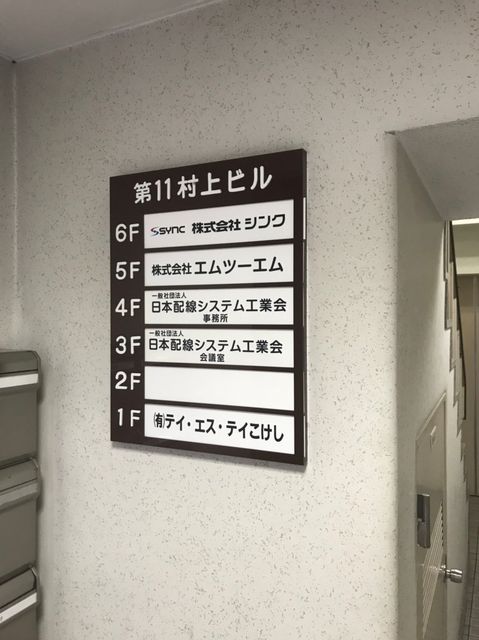 第11村上ビル
6F SYNC 株式会社 シンク
5F 株式会社 エムツーエム
4F 一般社団法人
日本配線システム工業会
事務所
3F 一般社団法人
日本配線システム工業会
会議室
2F
1F ㈲テイ・エス・テイこけし